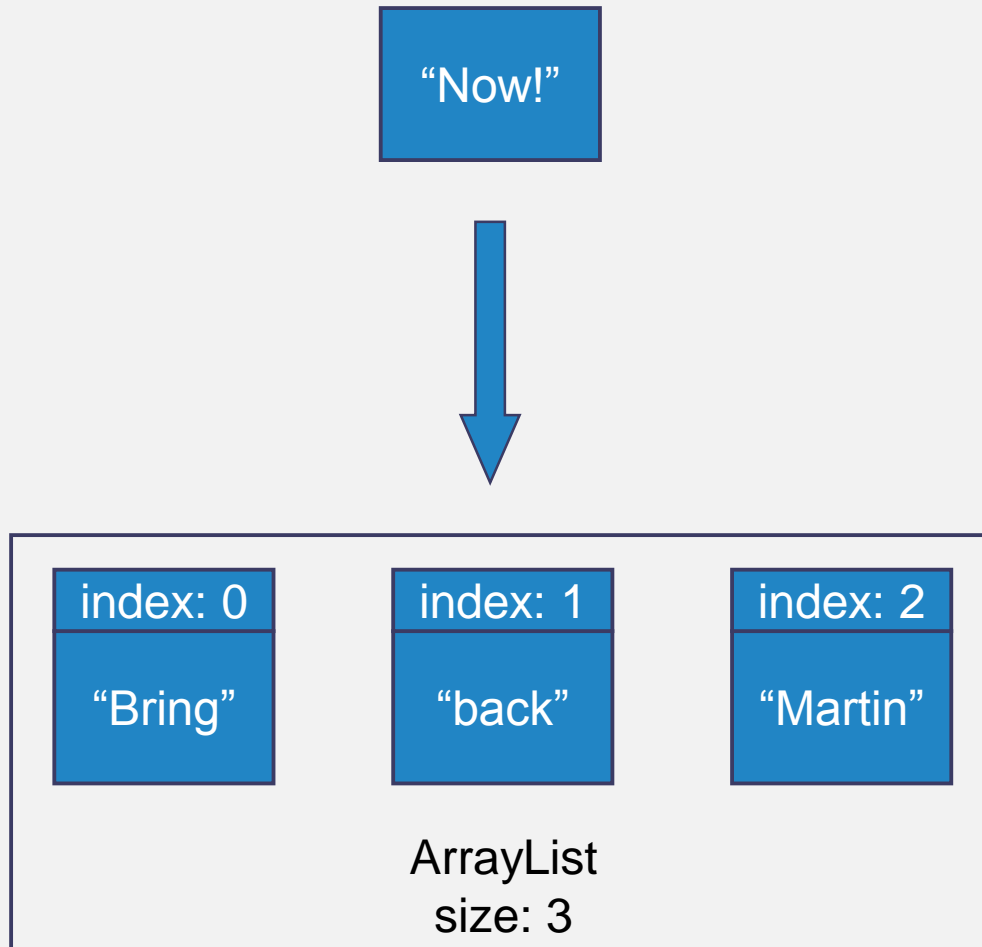 “Now!”
index: 0
“Bring”
index: 1
“back”
index: 2
“Martin”
ArrayList
size: 3